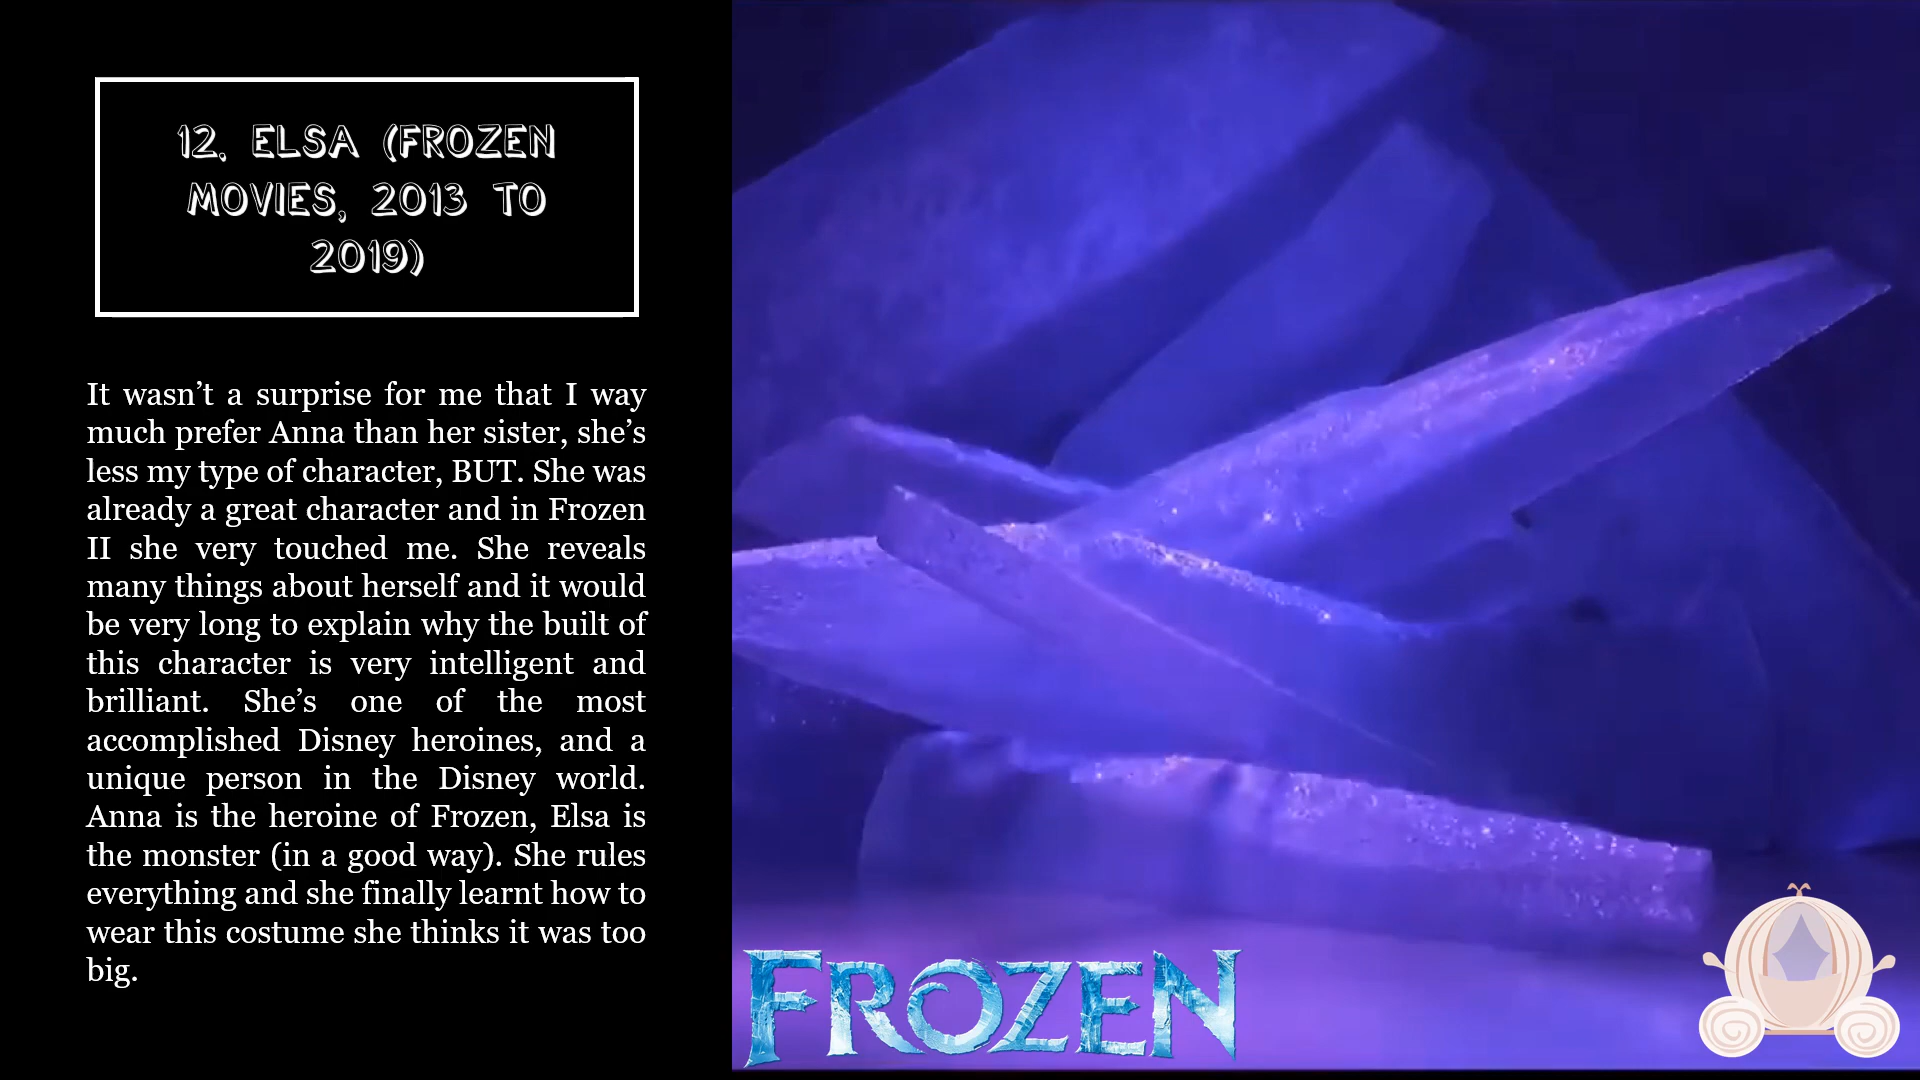 12. ELSA (FROZEN
MOVIES, 2013 TO
2019)
It wasn’t a surprise for me that I way
much prefer Anna than her sister, she’s
less my type of character, BUT. She was
already a great character and in Frozen
II she very touched me. She reveals
many things about herself and it would
be very long to explain why the built of
this character is very intelligent and
brilliant. She’s one of the most
accomplished Disney heroines, and a
unique person in the Disney world.
Anna is the heroine of Frozen, Elsa is
the monster (in a good way). She rules
everything and she finally learnt how to
wear this costume she thinks it was too
big.
FROZEN